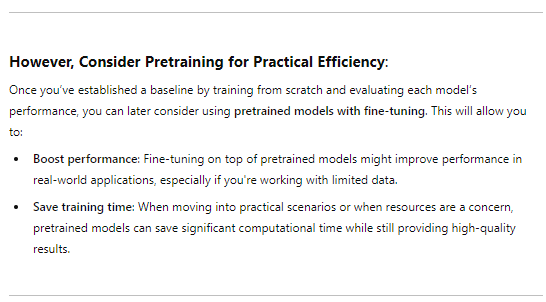 However, Consider Pretraining for Practical Efficiency:
Once you've established a baseline by training from scratch and evaluating each model's
performance, you can later consider using pretrained models with fine-tuning. This will allow you
to:
• Boost performance: Fine-tuning on top of pretrained models might improve performance in
real-world applications, especially if you're working with limited data.
• Save training time: When moving into practical scenarios or when resources are a concern,
pretrained models can save significant computational time while still providing high-quality
results.